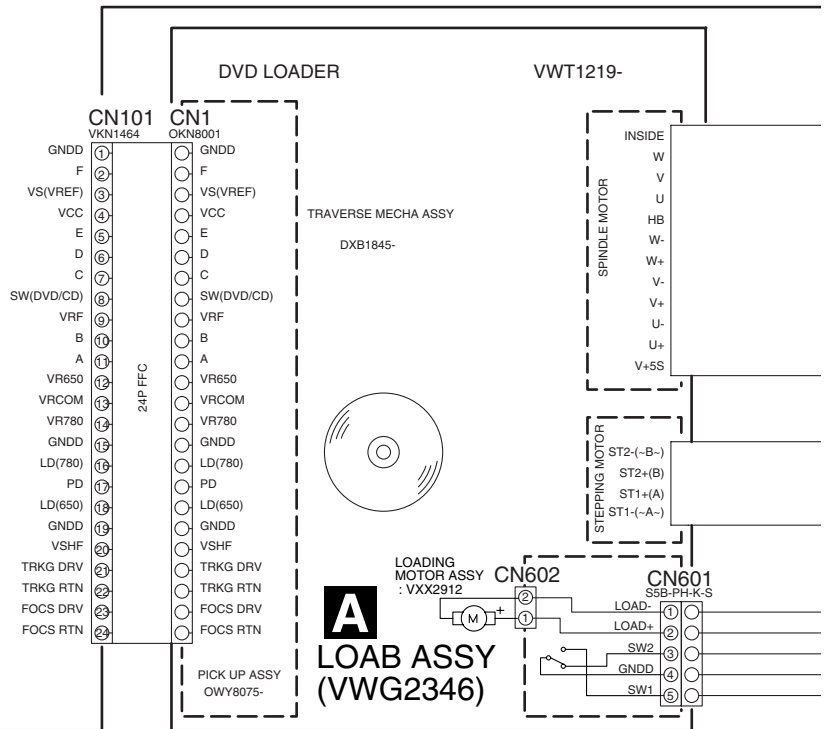 DVD LOADER
VWT1219-
CN101
VKN1464
CN1
OKN8001
GNDD 1 GNDD
F 2 F
VS(VREF) 3 VS(VREF)
VCC 4 VCC
E 5 E
D 6 D
C 7 C
SW(DVD/CD) 8 SW(DVD/CD)
VRF 9 VRF
B 10 B
A 11 A
VR650 12 VR650
VRCOM 13 VRCOM
VR780 14 VR780
GNDD 15 GNDD
LD(780) 16 LD(780)
PD 17 PD
LD(650) 18 LD(650)
GNDD 19 GNDD
VSHF 20 VSHF
TRKG DRV 21 TRKG DRV
TRKG RTN 22 TRKG RTN
FOCS DRV 23 FOCS DRV
FOCS RTN 24 FOCS RTN
24P FFC
PICK UP ASSY
OWY8075-
TRAVERSE MECHA ASSY
DXB1845-
SPINDLE MOTOR
INSIDE
W
V
U
HB
W-
W+
V-
V+
U-
U+
V+5S
STEPPING MOTOR
ST2-(~B~)
ST2+(B)
ST1+(A)
ST1-(~A~)
LOADING
MOTOR ASSY
: VXX2912
M +
CN602
2
1
CN601
S5B-PH-K-S
LOAD- 1
LOAD+ 2
SW2 3
GNDD 4
SW1 5
A
LOAB ASSY
(VWG2346)